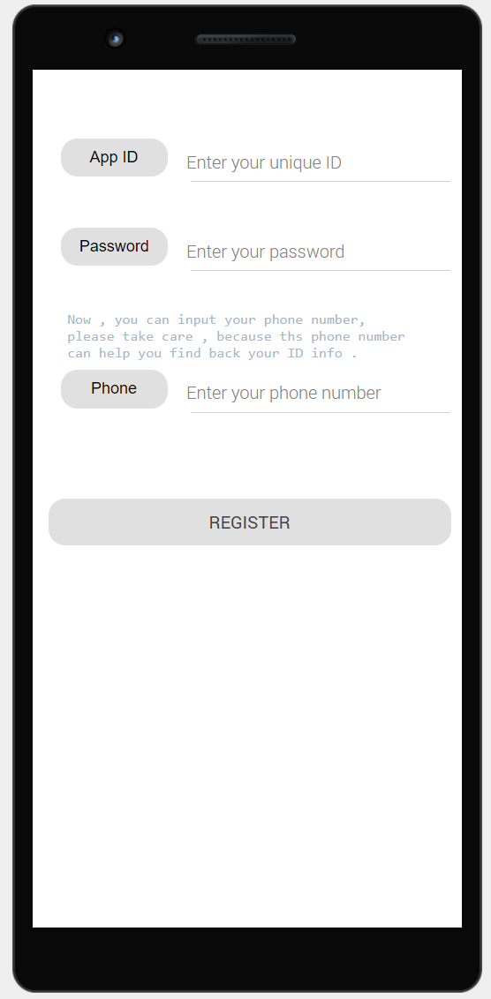 App ID Enter your unique ID
Password Enter your password
Now , you can input your phone number,
please take care , because ths phone number
can help you find back your ID info .
Phone Enter your phone number
REGISTER